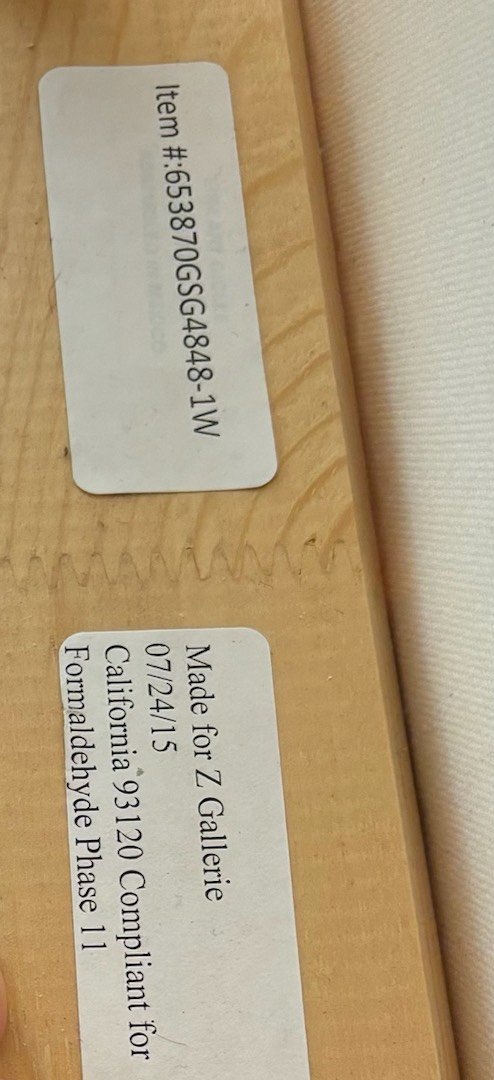 Item #:653870GSG4848-1W
Made for Z Gallerie
07/24/15
California 93120 Compliant for
Formaldehyde Phase 11